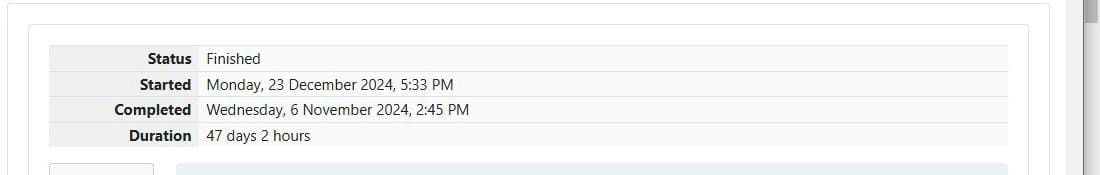 Status Finished
Started Monday, 23 December 2024, 5:33 PM
Completed Wednesday, 6 November 2024, 2:45 PM
Duration 47 days 2 hours